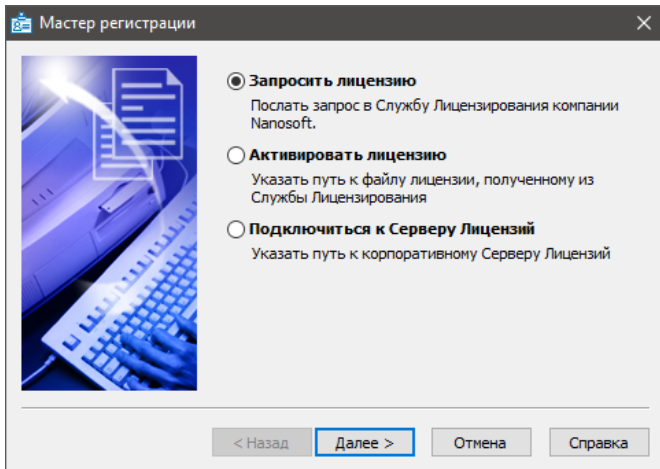 Мастер регистрации
Запросить лицензию
Послать запрос в Службу Лицензирования компании
Nanosoft.
Активировать лицензию
Указать путь к файлу лицензии, полученному из
Службы Лицензирования
Подключиться к Серверу Лицензий
Указать путь к корпоративному Серверу Лицензий
< Назад
Далее >
Отмена
Справка